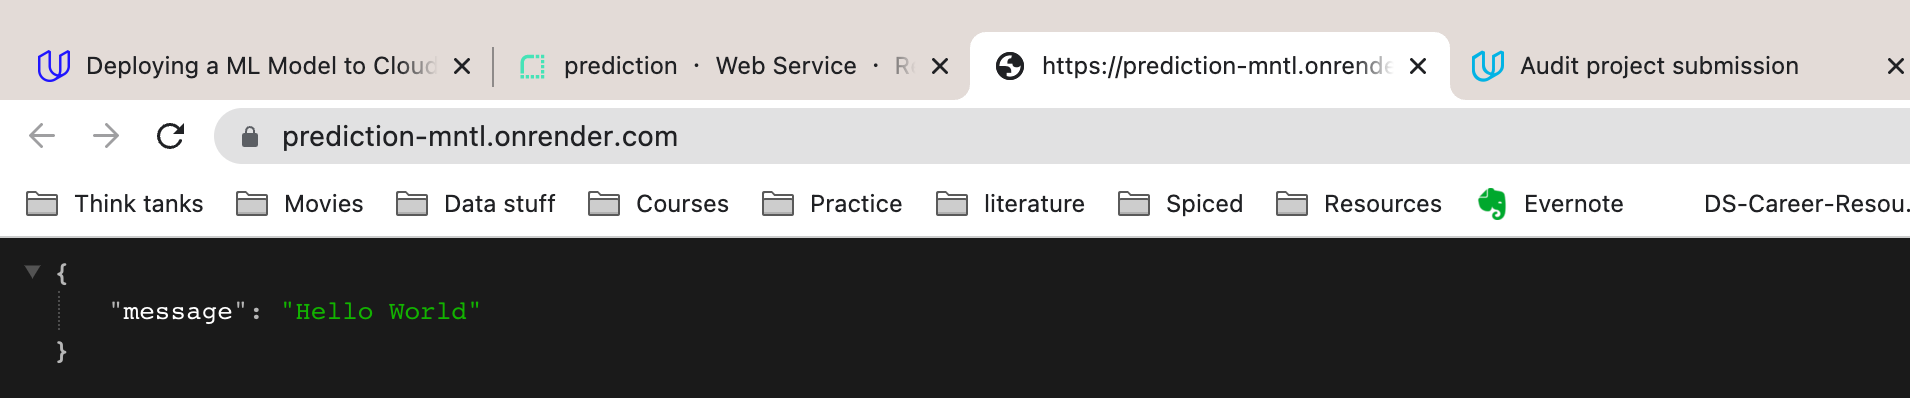 Deploying a ML Model to Cloud
prediction · Web Service ·
https://prediction-mntl.onrende
Audit project submission
prediction-mntl.onrender.com
Think tanks Movies Data stuff Courses Practice literature Spiced Resources Evernote DS-Career-Resou.
{
"message": "Hello World"
}